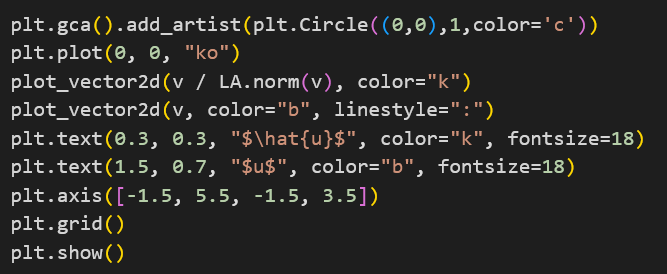 plt.gca().add_artist(plt.Circle((0,0),1,color='c'))
plt.plot(0, 0, "ko")
plot_vector2d(v / LA.norm(v), color="k")
plot_vector2d(v, color="b", linestyle=":")
plt.text(0.3, 0.3, "$\hat{u}$", color="k", fontsize=18)
plt.text(1.5, 0.7, "$u$", color="b", fontsize=18)
plt.axis([-1.5, 5.5, -1.5, 3.5])
plt.grid()
plt.show()